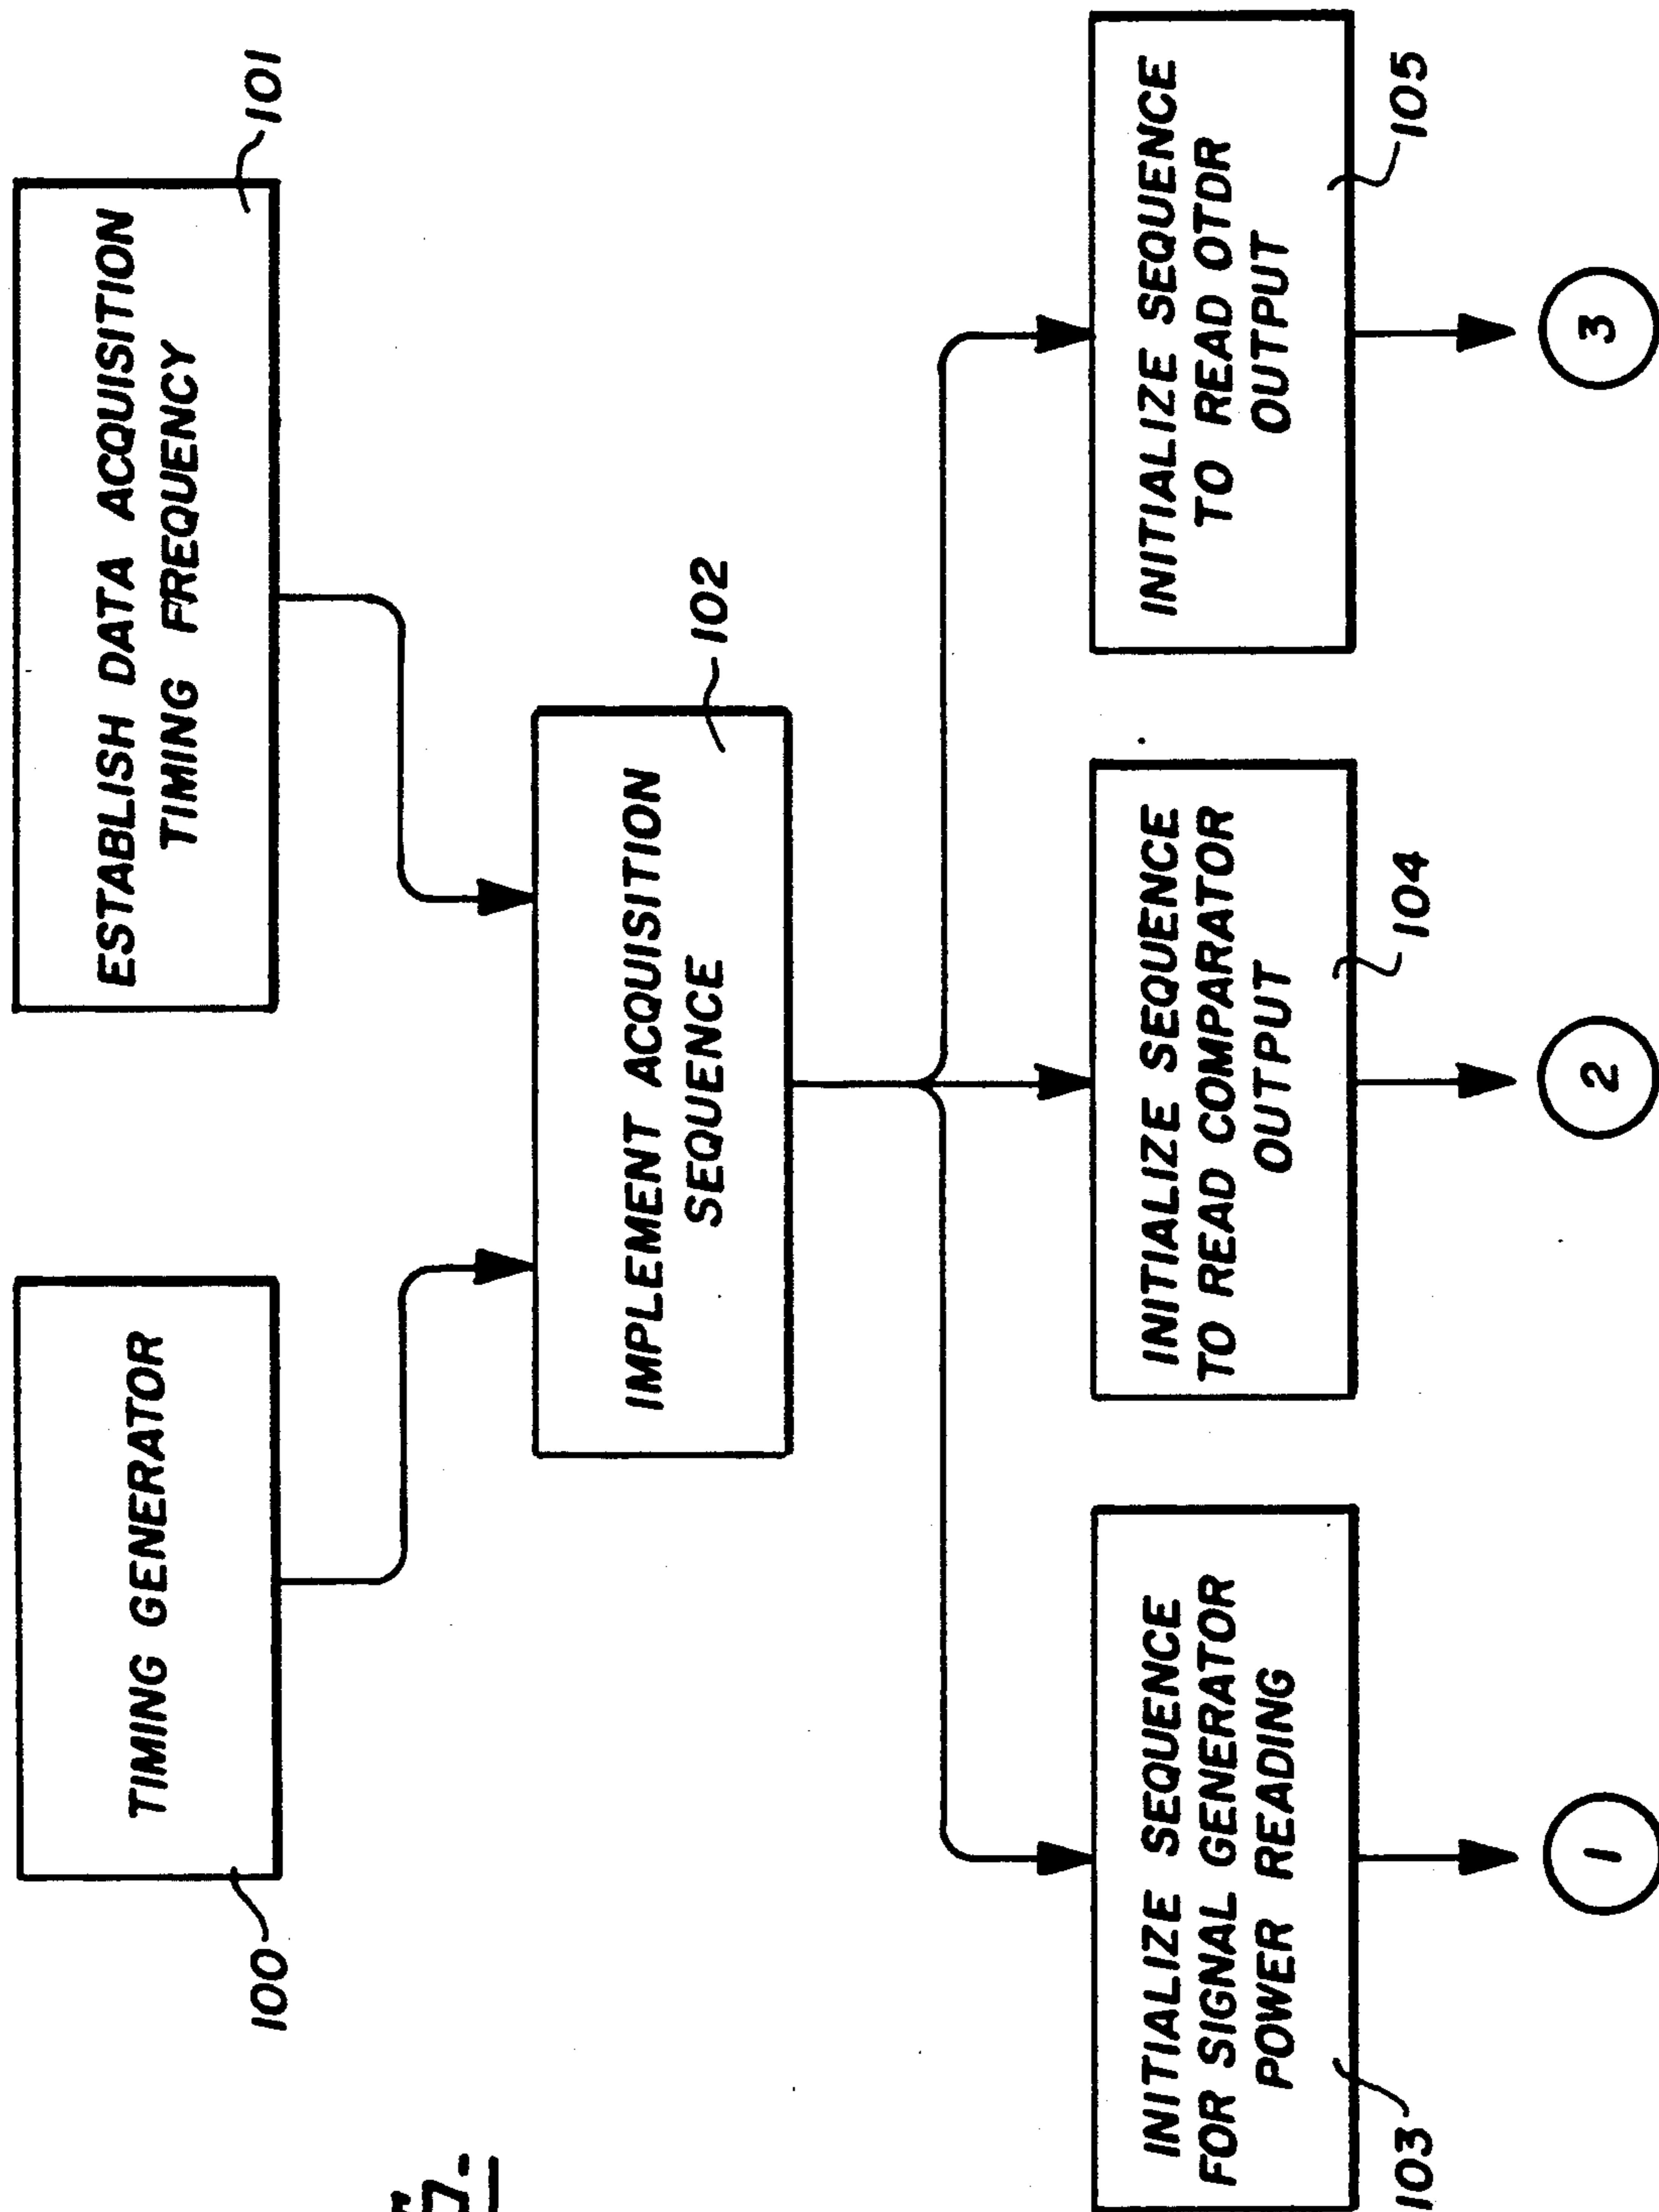 TIMING GENERATOR
100
ESTABLISH DATA ACQUISITION
TIMING FREQUENCY
101
IMPLEMENT ACQUISITION
SEQUENCE
102
INITIALIZE SEQUENCE
FOR SIGNAL GENERATOR
POWER READING
103
INITIALIZE SEQUENCE
TO READ COMPARATOR
OUTPUT
104
INITIALIZE SEQUENCE
TO READ OTDR
OUTPUT
105
1
2
3